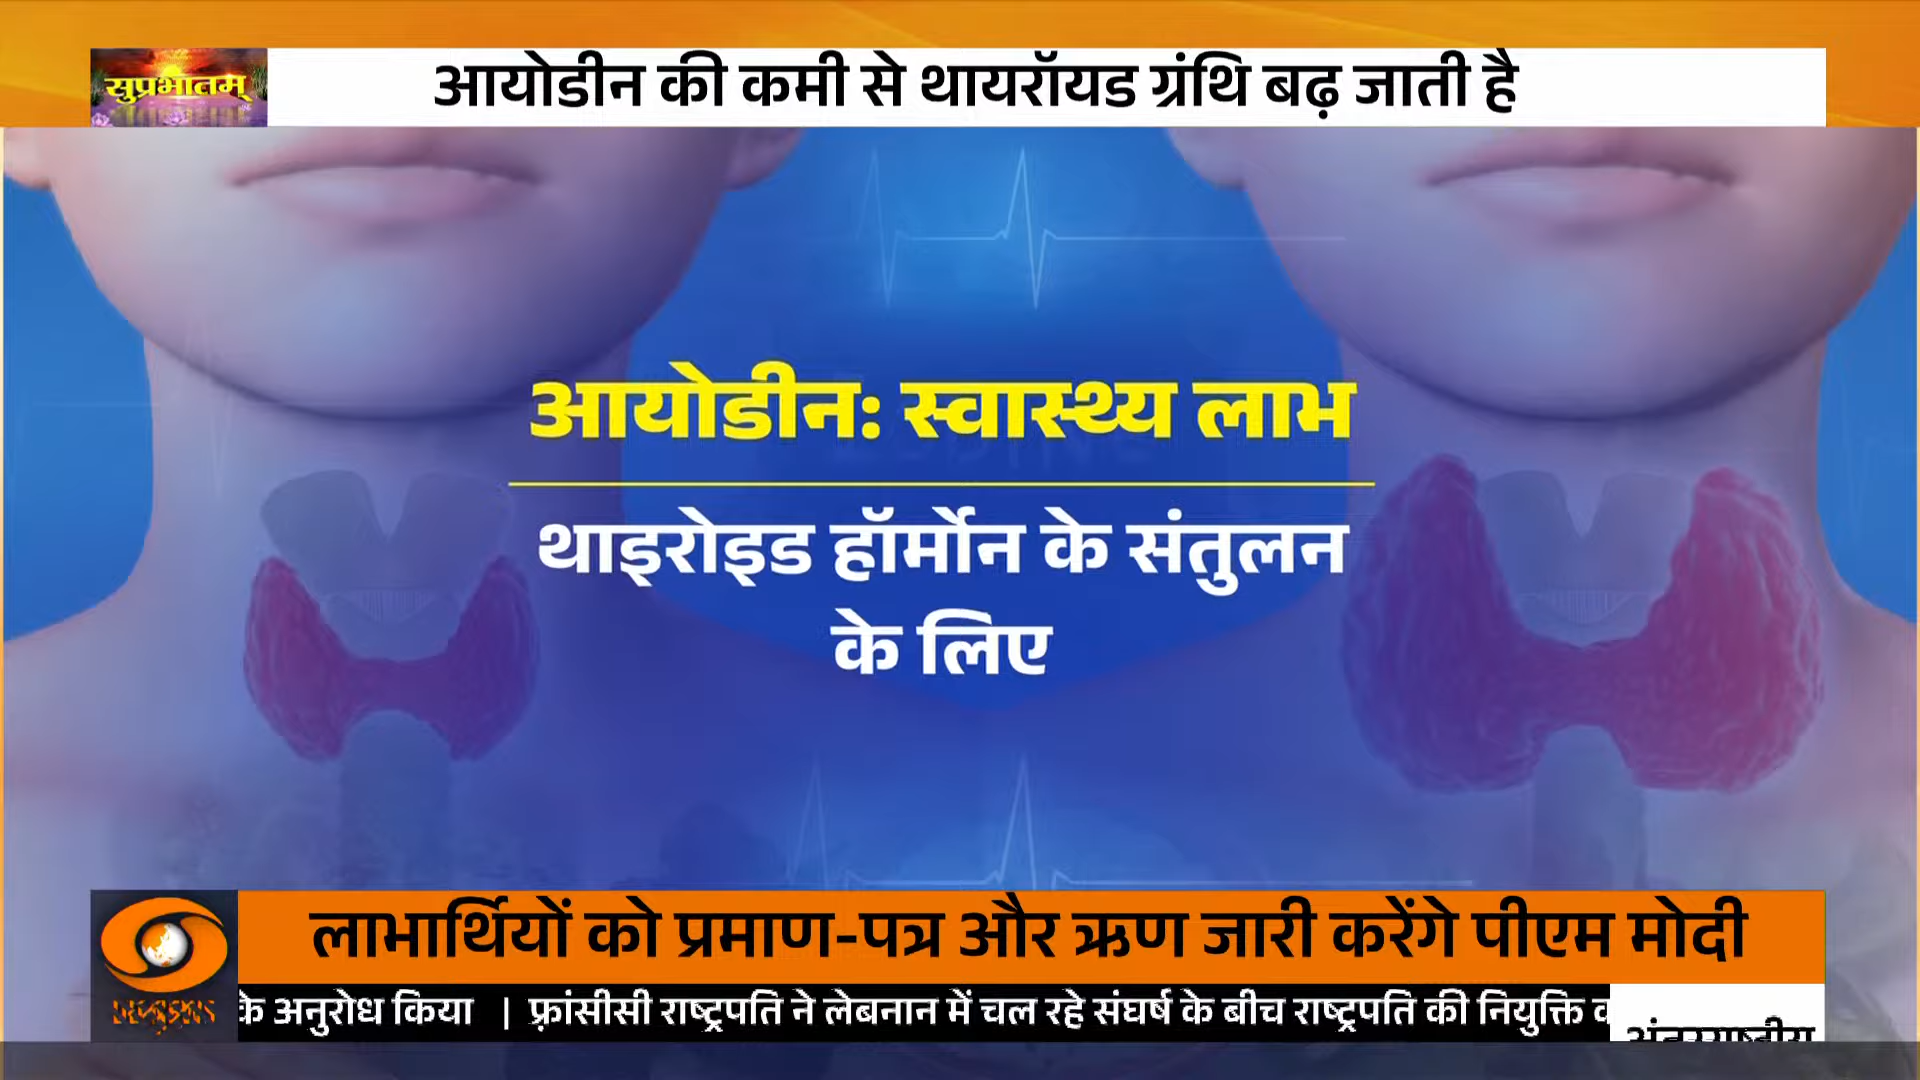 सुप्रभातम्
आयोडीन की कमी से थायरॉयड ग्रंथि बढ़ जाती है
आयोडीन: स्वास्थ्य लाभ
थाइरोइड हॉर्मोन के संतुलन
के लिए
लाभार्थियों को प्रमाण-पत्र और ऋण जारी करेंगे पीएम मोदी
के अनुरोध किया | फ़्रांसीसी राष्ट्रपति ने लेबनान में चल रहे संघर्ष के बीच राष्ट्रपति की नियुक्ति